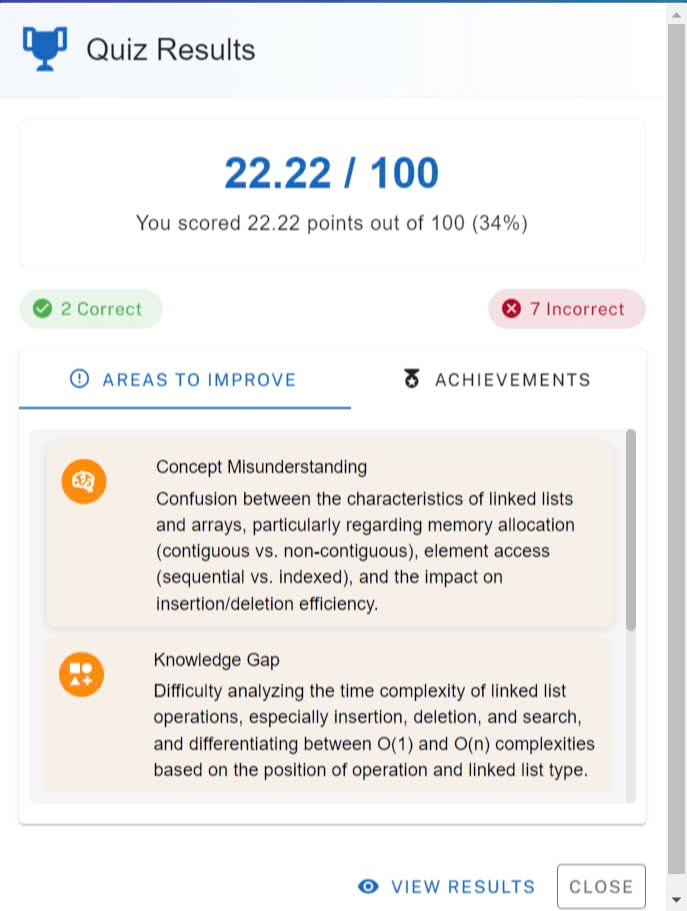 Quiz Results
22.22 / 100
You scored 22.22 points out of 100 (34%)
2 Correct
7 Incorrect
AREAS TO IMPROVE
ACHIEVEMENTS
Concept Misunderstanding
Confusion between the characteristics of linked lists
and arrays, particularly regarding memory allocation
(contiguous vs. non-contiguous), element access
(sequential vs. indexed), and the impact on
insertion/deletion efficiency.
Knowledge Gap
Difficulty analyzing the time complexity of linked list
operations, especially insertion, deletion, and search,
and differentiating between O(1) and O(n) complexities
based on the position of operation and linked list type.
VIEW RESULTS
CLOSE